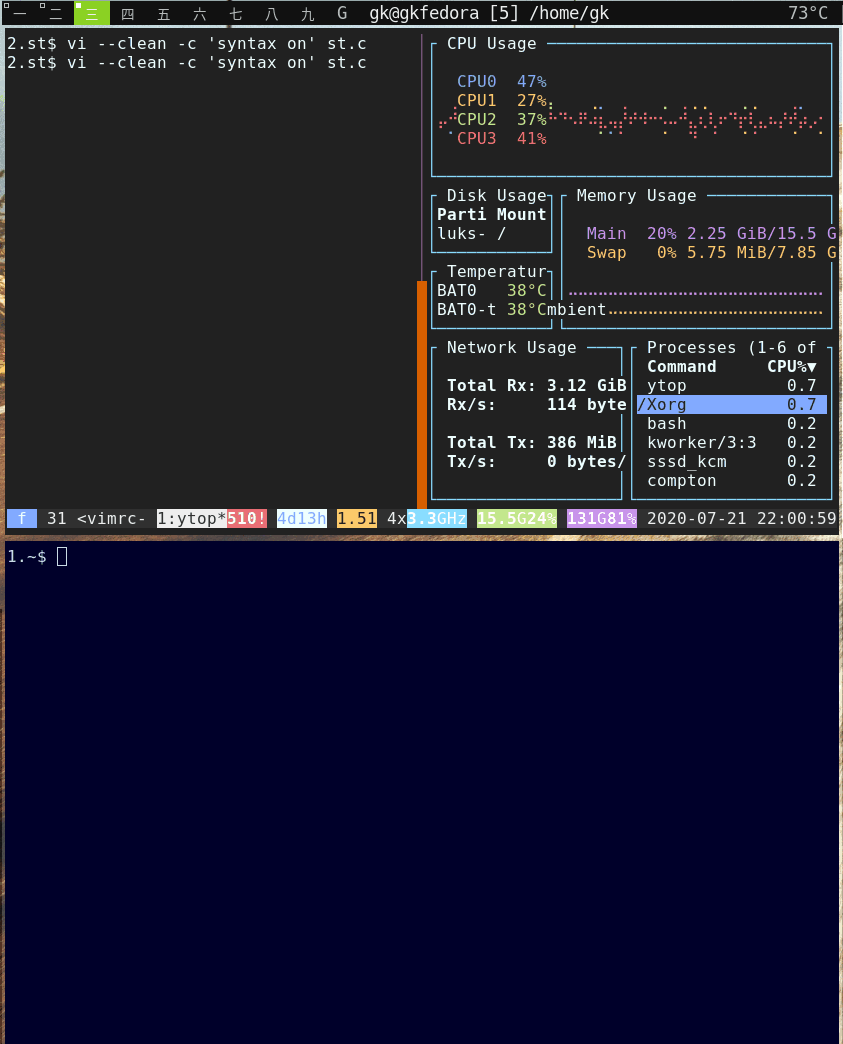 一 二 三 四 五 六 七 八 九 G gk@gkfedora [5] /home/gk 73°C
2.st$ vi --clean -c 'syntax on' st.c
2.st$ vi --clean -c 'syntax on' st.c
CPU Usage
CPU0 47%
CPU1 27%
CPU2 37%
CPU3 41%
Disk Usage
Parti Mount
luks- /
Memory Usage
Main 20% 2.25 GiB/15.5 G
Swap 0% 5.75 MiB/7.85 G
Temperatur
BAT0 38°C
BAT0-t 38°Cmbient
Network Usage
Total Rx: 3.12 GiB
Rx/s: 114 byte
Total Tx: 386 MiB
Tx/s: 0 bytes/
Processes (1-6 of
Command CPU%▼
ytop 0.7
/Xorg 0.7
bash 0.2
kworker/3:3 0.2
sssd_kcm 0.2
compton 0.2
f 31 <vimrc- 1:ytop*510! 4d13h 1.51 4x3.3GHz 15.5G24% 131G81% 2020-07-21 22:00:59
1.~$